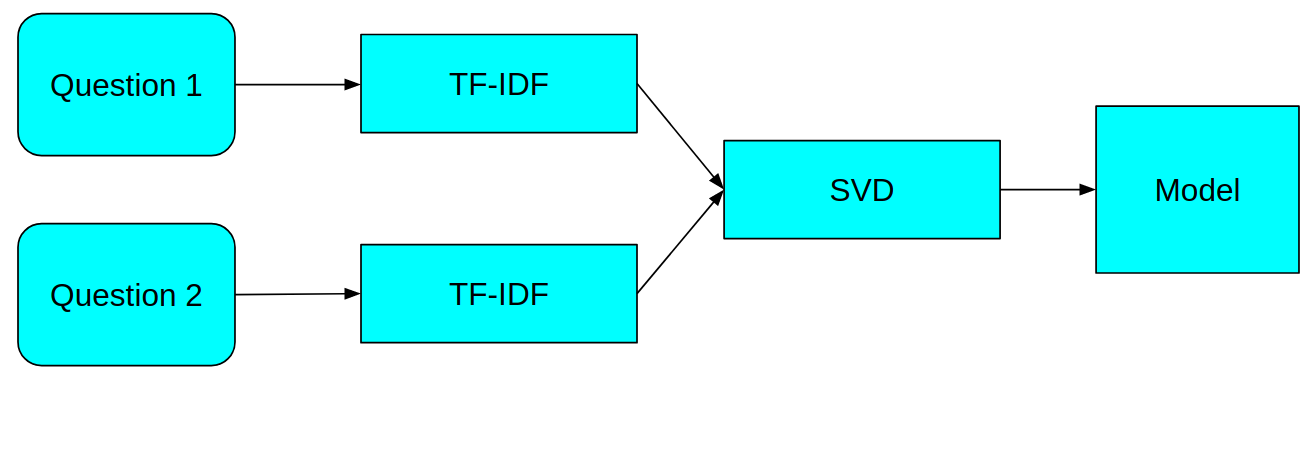 Question 1
TF-IDF
SVD
Model
Question 2
TF-IDF